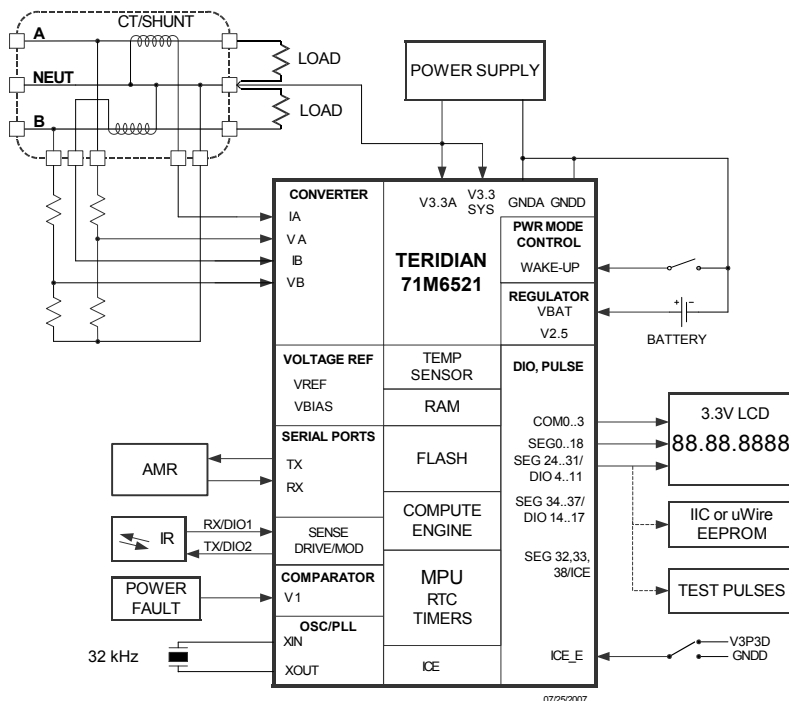 CT/SHUNT
A
NEUT
B
LOAD
LOAD
POWER SUPPLY
CONVERTER
IA
VA
IB
VB
V3.3A
V3.3
SYS
GNDA GNDD
TERIDIAN
71M6521
PWR MODE
CONTROL
WAKE-UP
REGULATOR
VBAT
V2.5
+ -
BATTERY
VOLTAGE REF
VREF
VBIAS
TEMP
SENSOR
RAM
DIO, PULSE
COM0..3
SEG0..18
SEG 24..31/
DIO 4..11
SEG 34..37/
DIO 14..17
SEG 32,33,
38/ICE
ICE_E
3.3V LCD
88.88.8888
IIC or uWire
EEPROM
TEST PULSES
V3P3D
GNDD
SERIAL PORTS
TX
RX
AMR
FLASH
IR
RX/DIO1
TX/DIO2
SENSE
DRIVE/MOD
COMPUTE
ENGINE
POWER
FAULT
COMPARATOR
V1
MPU
RTC
TIMERS
OSC/PLL
XIN
XOUT
32 kHz
ICE
07/25/2007